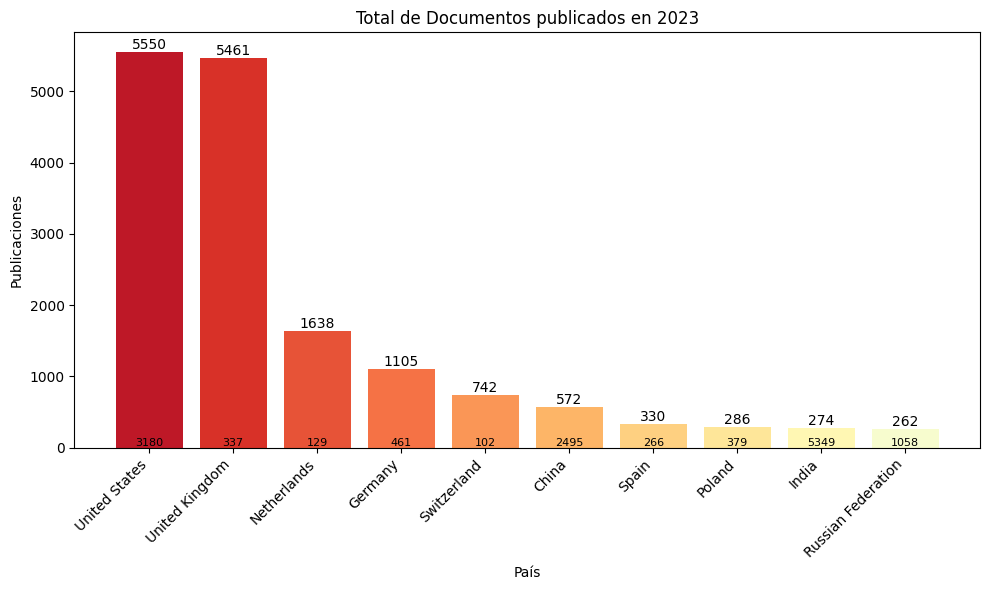 Total de Documentos publicados en 2023
Publicaciones
5000
4000
3000
2000
1000
0
5550
5461
1638
1105
742
572
330
286
274
262
3180
337
129
461
102
2495
266
379
5349
1058
United States
United Kingdom
Netherlands
Germany
Switzerland
China
Spain
Poland
India
Russian Federation
País